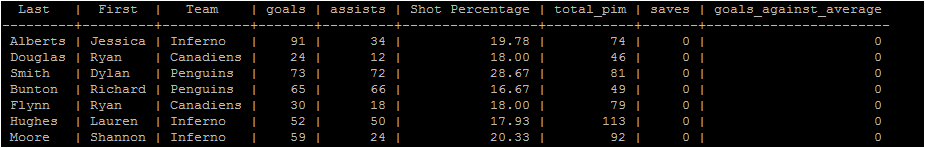 Last | First | Team | goals | assists | Shot Percentage | total_pim | saves | goals_against_average
---------+---------+-----------+-------+---------+-----------------+-----------+-------+-----------------------
Alberts | Jessica | Inferno | 91 | 34 | 19.78 | 74 | 0 | 0
Douglas | Ryan | Canadiens | 24 | 12 | 18.00 | 46 | 0 | 0
Smith | Dylan | Penguins | 73 | 72 | 28.67 | 81 | 0 | 0
Bunton | Richard | Penguins | 65 | 66 | 16.67 | 49 | 0 | 0
Flynn | Ryan | Canadiens | 30 | 18 | 18.00 | 79 | 0 | 0
Hughes | Lauren | Inferno | 52 | 50 | 17.93 | 113 | 0 | 0
Moore | Shannon | Inferno | 59 | 24 | 20.33 | 92 | 0 | 0